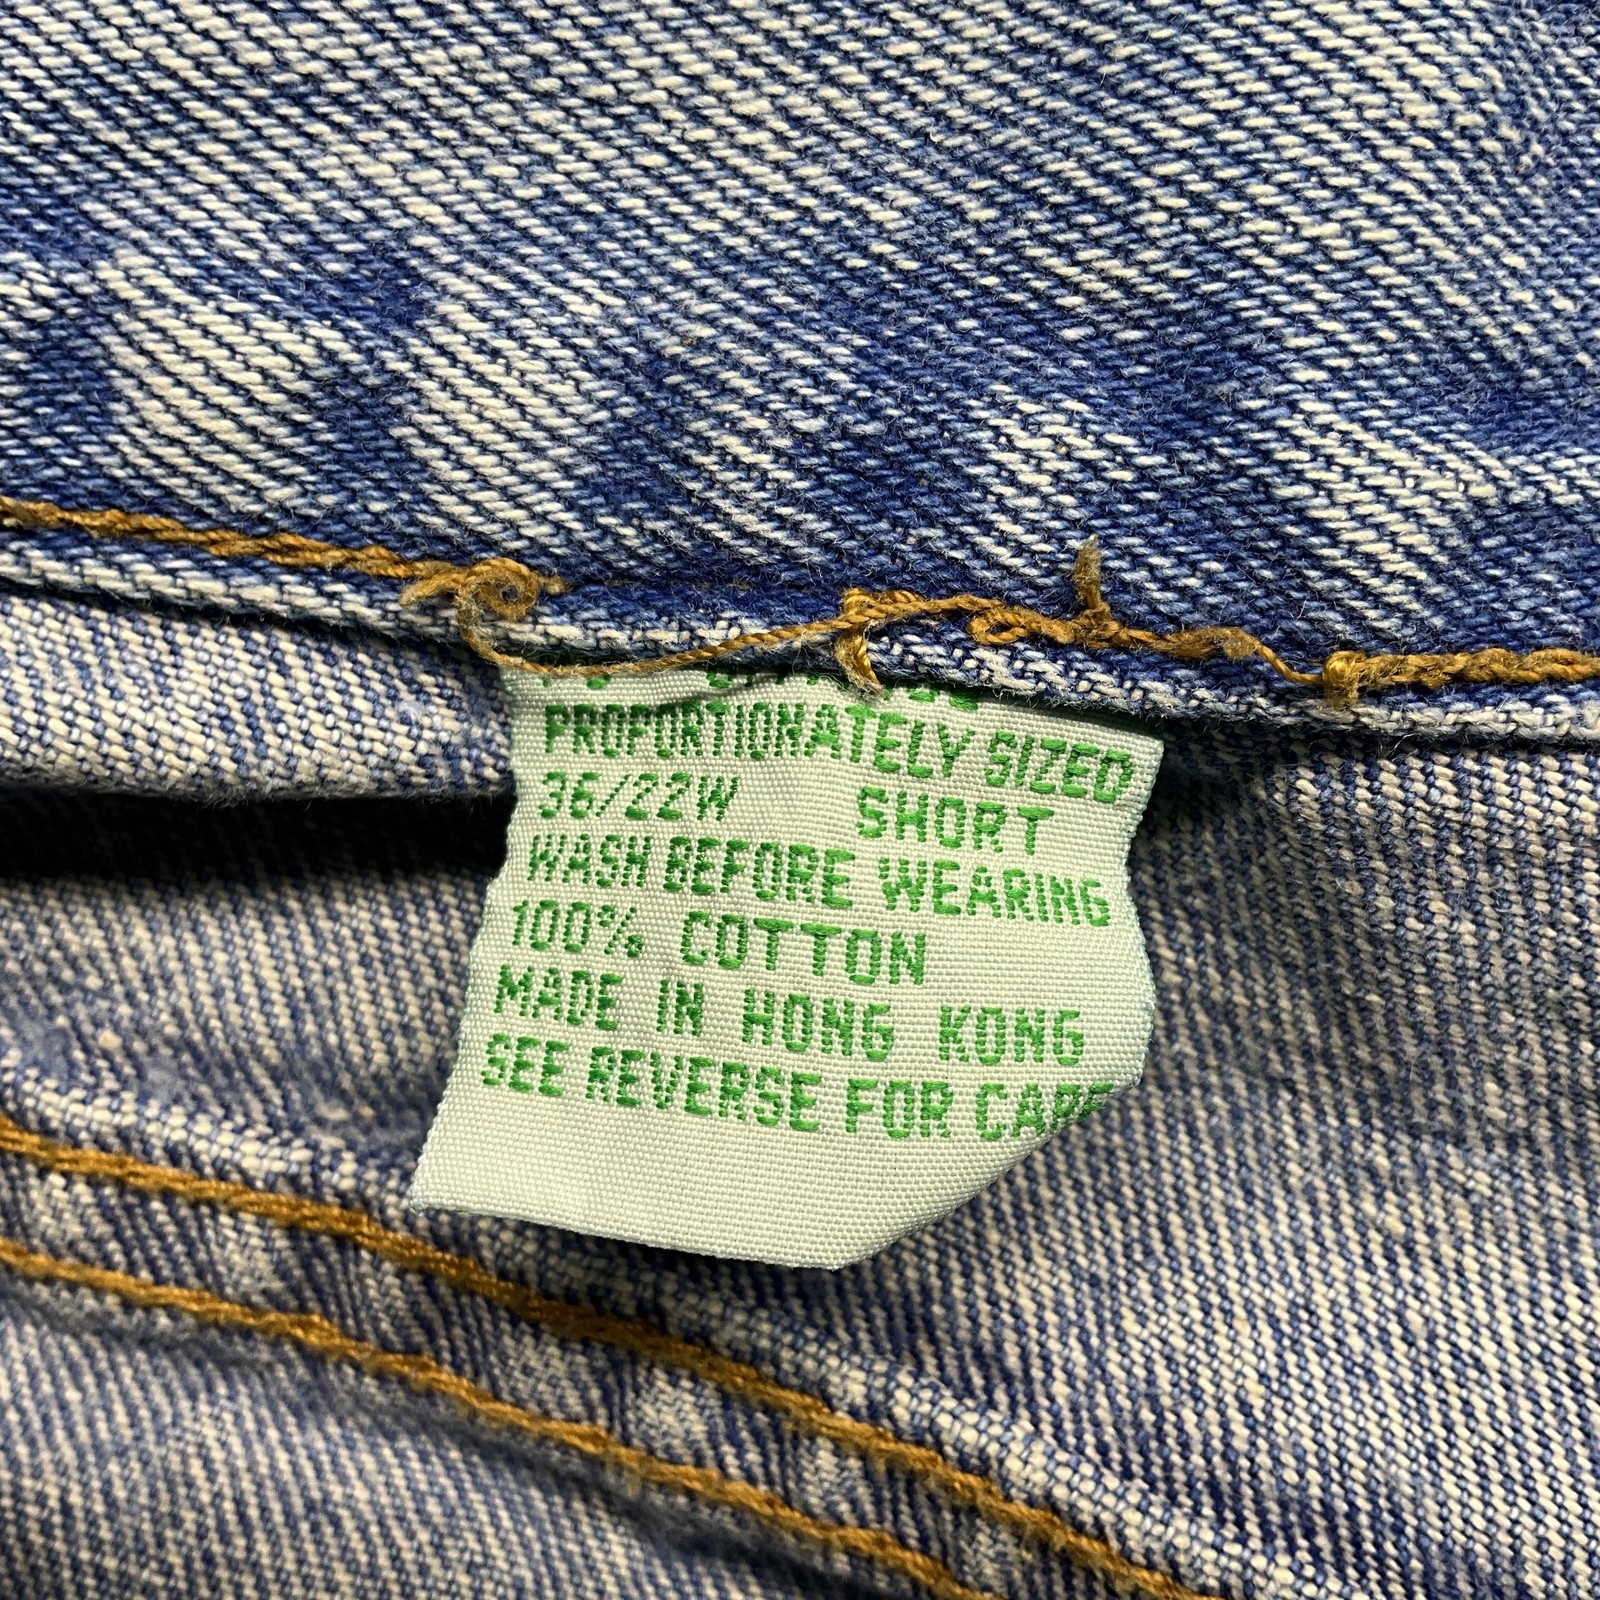 PROPORTIONATELY SIZED
36/22W SHORT
WASH BEFORE WEARING
100% COTTON
MADE IN HONG KONG
SEE REVERSE FOR CARE